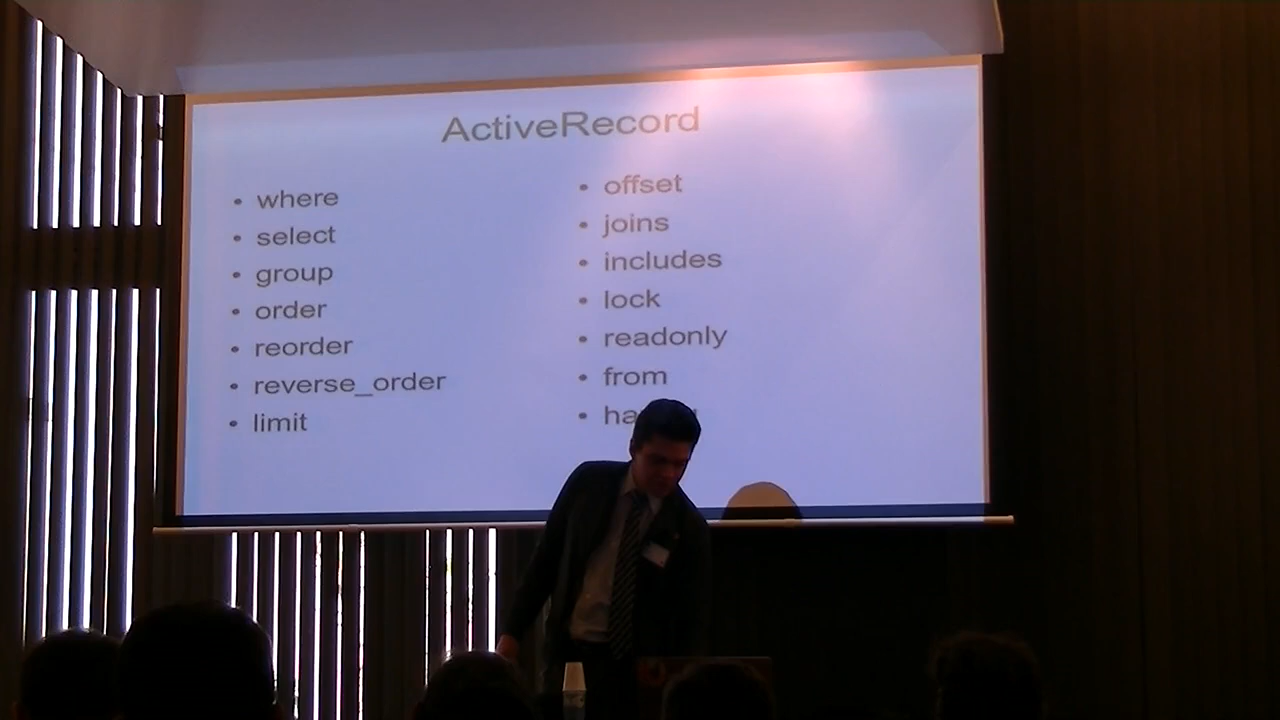 ActiveRecord
• where
• select
• group
• order
• reorder
• reverse_order
• limit
• offset
• joins
• includes
• lock
• readonly
• from